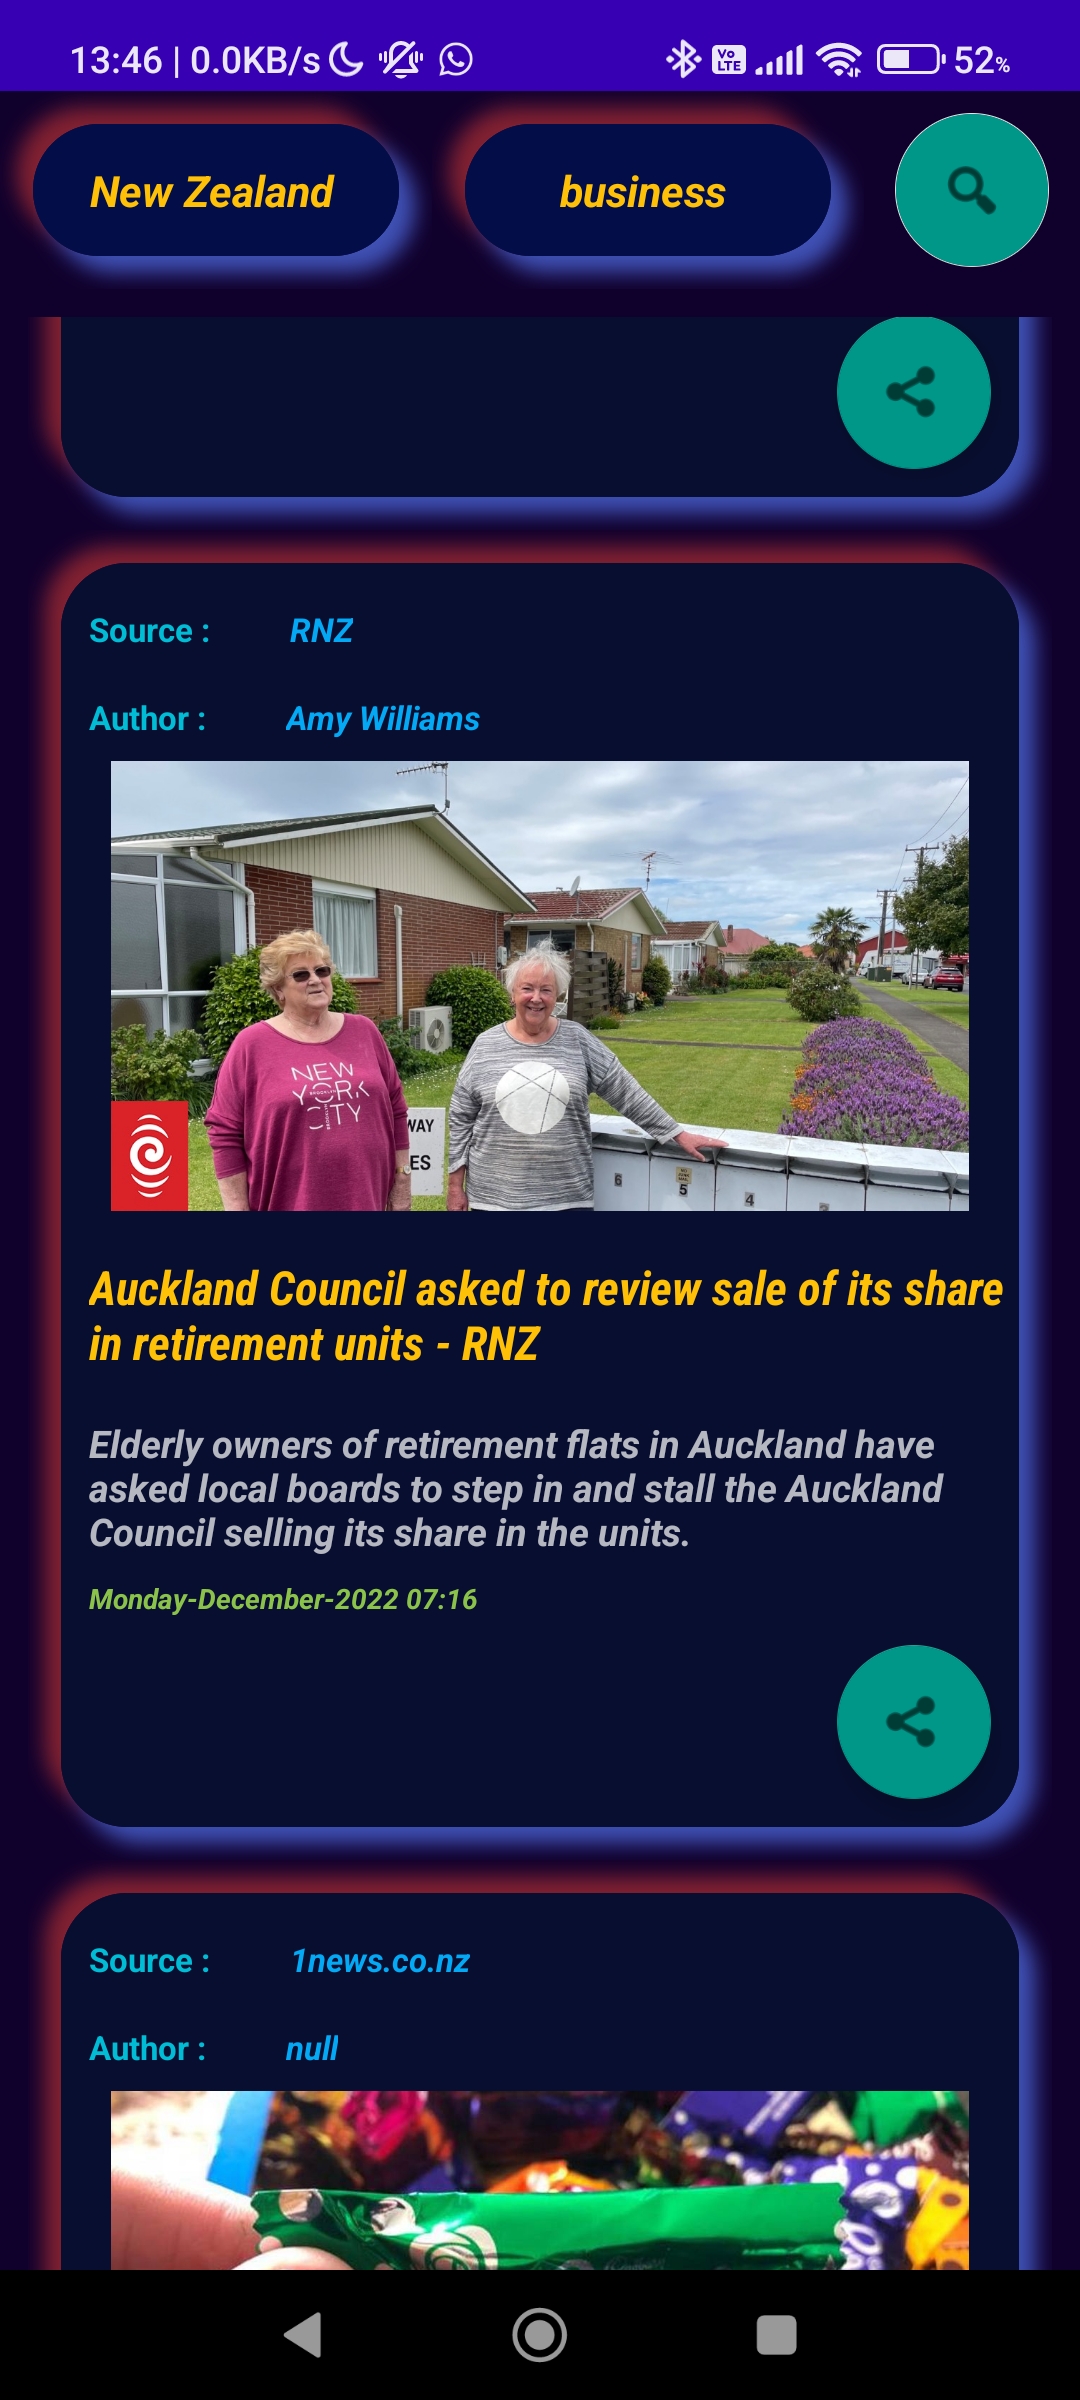 13:46 | 0.0KB/s
Vo LTE
52%
New Zealand
business
Source : RNZ
Author : Amy Williams
NEW
YORK
BROOKLYN
CITY
WAY
ES
6
5
4
Auckland Council asked to review sale of its share
in retirement units - RNZ
Elderly owners of retirement flats in Auckland have
asked local boards to step in and stall the Auckland
Council selling its share in the units.
Monday-December-2022 07:16
Source : 1news.co.nz
Author : null